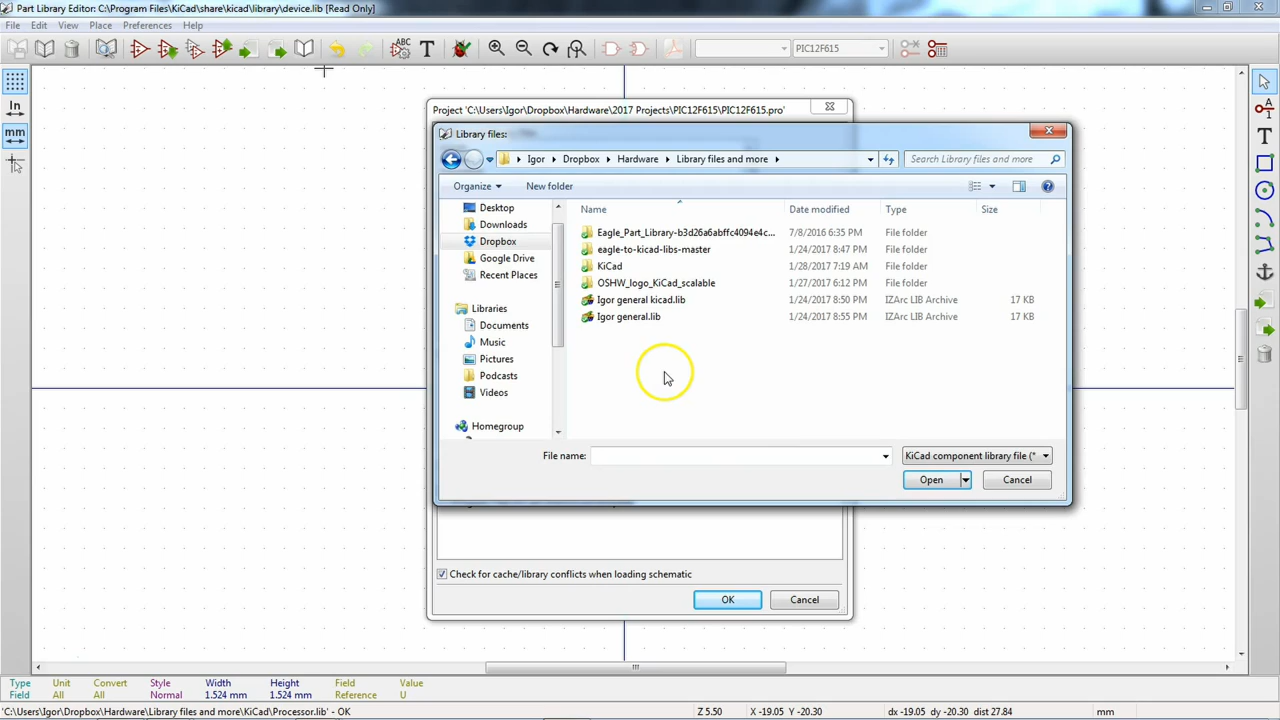 Part Library Editor: C:\Program Files\KiCad\share\kicad\library\device.lib [Read Only]
File Edit View Place Preferences Help
PIC12F615
Project 'C:\Users\Igor\Dropbox\Hardware\2017 Projects\PIC12F615\PIC12F615.pro'
Library files:
Igor Dropbox Hardware Library files and more
Search Library files and more
Organize New folder
Name Date modified Type Size
Desktop
Downloads
Dropbox
Google Drive
Recent Places
Libraries
Documents
Music
Pictures
Podcasts
Videos
Homegroup
Eagle_Part_Library-b3d26a6abffc4094e4c... 7/8/2016 6:35 PM File folder
eagle-to-kicad-libs-master 1/24/2017 8:47 PM File folder
KiCad 1/28/2017 7:19 AM File folder
OSHW_logo_KiCad_scalable 1/27/2017 6:12 PM File folder
Igor general kicad.lib 1/24/2017 8:50 PM IZArc LIB Archive 17 KB
Igor general.lib 1/24/2017 8:55 PM IZArc LIB Archive 17 KB
File name: KiCad component library file (*
Open Cancel
Check for cache/library conflicts when loading schematic
OK Cancel
In
mm
ABC
T
T
Type Unit Convert Style Width Height Field Value
Field All All Normal 1.524 mm 1.524 mm Reference U
'C:\Users\Igor\Dropbox\Hardware\Library files and more\KiCad\Processor.lib' - OK Z 5.50 X -19.05 Y -20.30 dx -19.05 dy -20.30 dist 27.84 mm